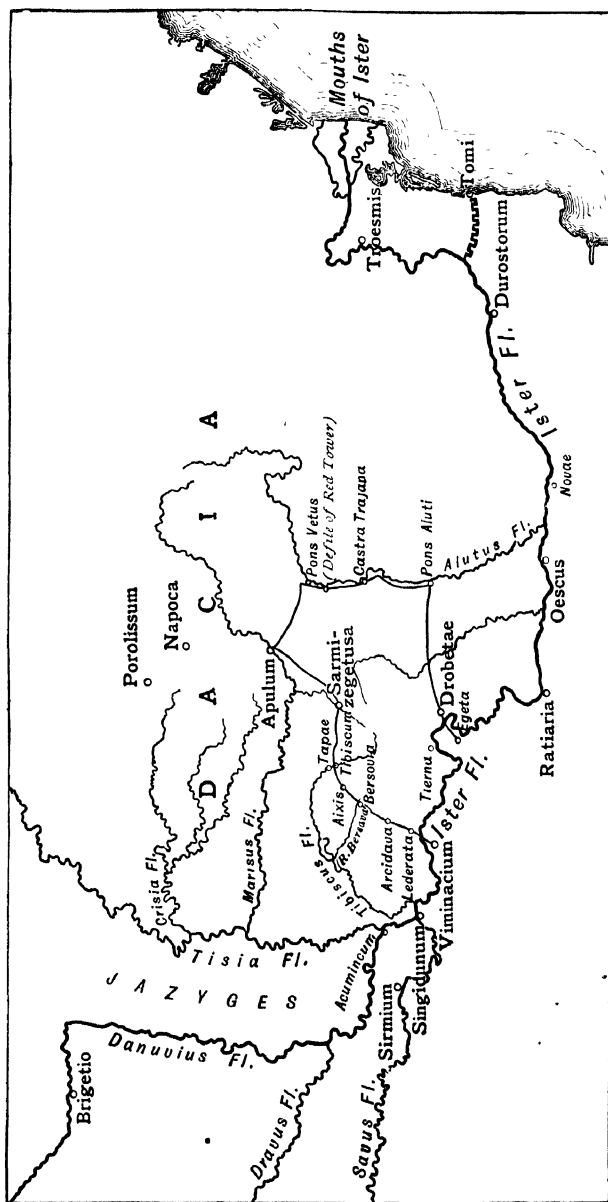 Mouths
of Ister
Tomi
Troesmis
Durostorum
Ister Fl.
Novae
D A C I A
Porolissum
Napoca
Apulum
Pons Vetus
(Defile of Red Tower)
Castra Trajana
Pons Aluti
Alutus Fl.
Oescus
Ratiaria
Sarmi-
zegetusa
Drobetae
Egeta
Tierna
Ister Fl.
Tapae
Tibiscum
Aixis
Bersovia
(R. Bersava)
Tibiscus Fl.
Arcidava
Lederata
Viminacium
Singidunum
Sirmium
Acumincum
Marisus Fl.
Crisia Fl.
Tisia Fl.
JAZYGES
Danuvius Fl.
Brigetio
Dravus Fl.
Savus Fl.